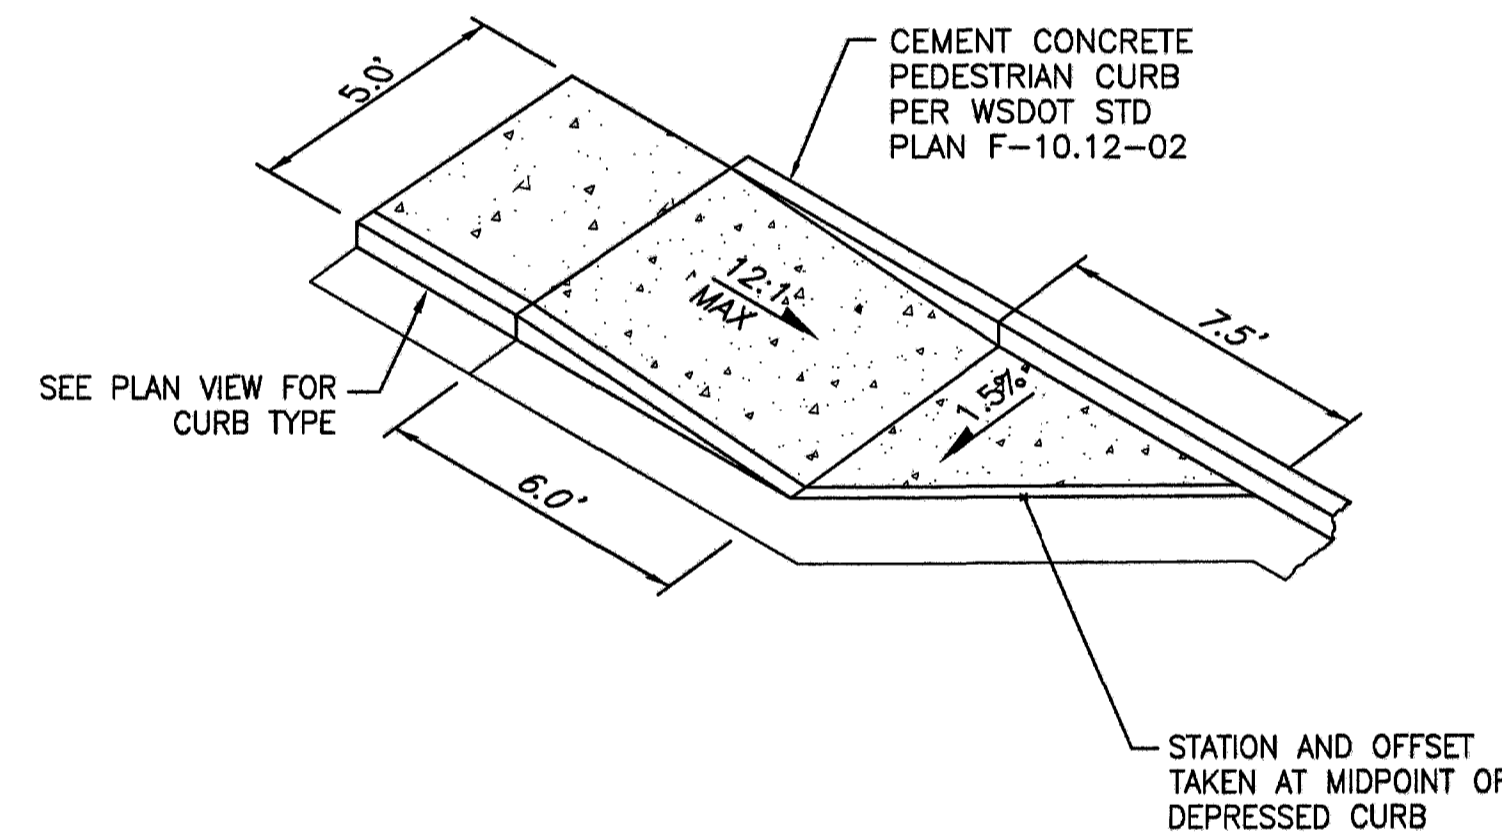 CEMENT CONCRETE
PEDESTRIAN CURB
PER WSDOT STD
PLAN F-10.12-02
5.0'
12:1
MAX
7.5'
1.5%
SEE PLAN VIEW FOR
CURB TYPE
6.0'
STATION AND OFFSET
TAKEN AT MIDPOINT OF
DEPRESSED CURB